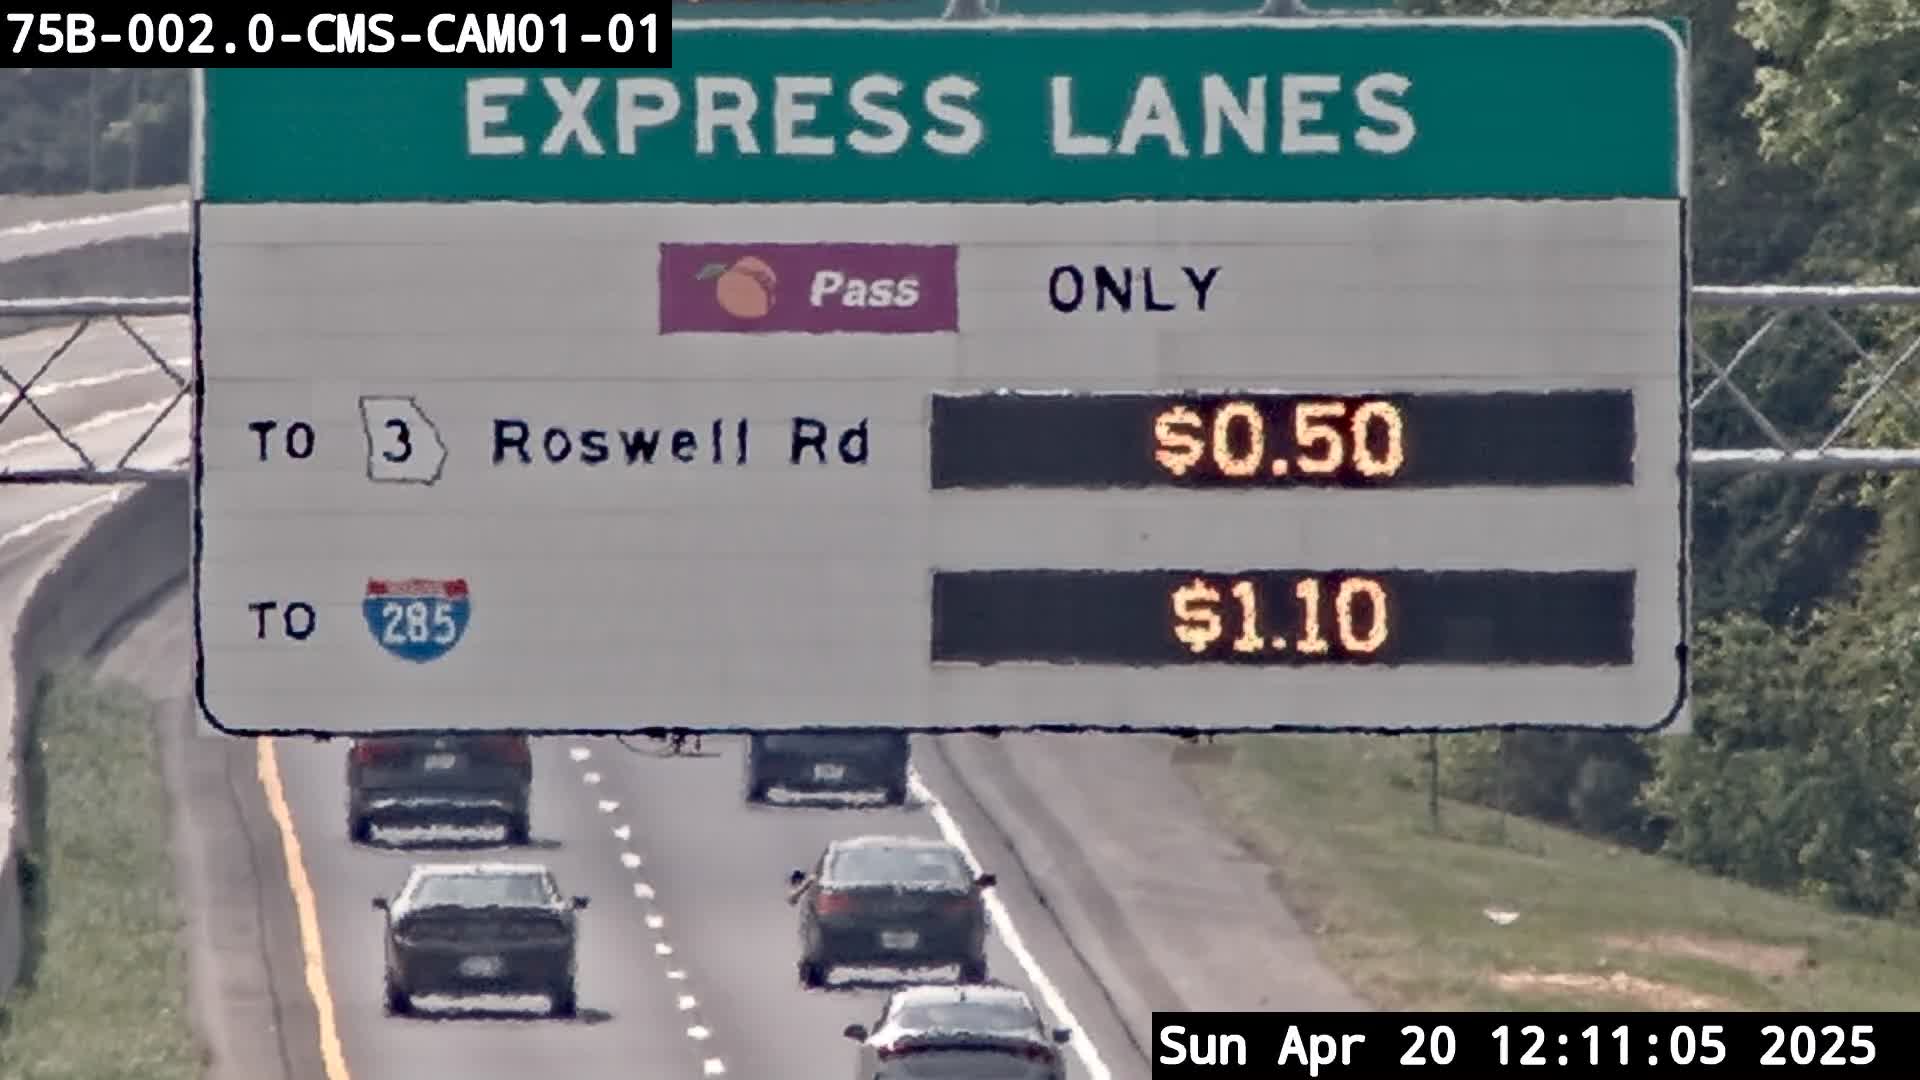 75B-002.0-CMS-CAM01-01
EXPRESS LANES
Pass ONLY
TO 3 Roswell Rd $0.50
TO 285 $1.10
Sun Apr 20 12:11:05 2025